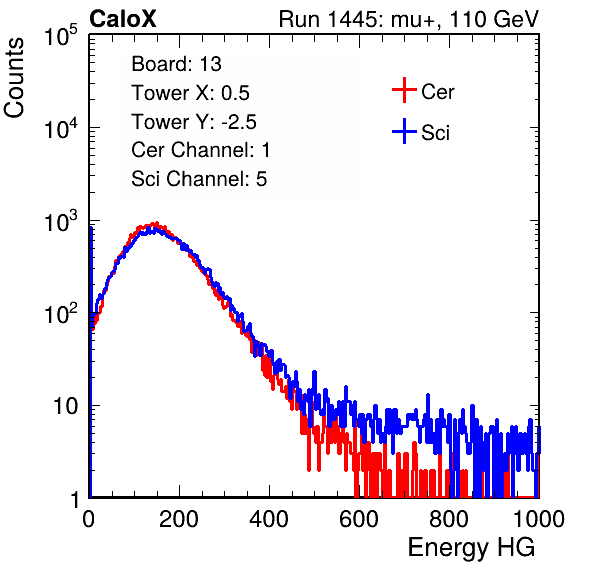 CaloX Run 1445: mu+, 110 GeV
Counts
Board: 13
Tower X: 0.5
Tower Y: -2.5
Cer Channel: 1
Sci Channel: 5
Cer
Sci
10^5
10^4
10^3
10^2
10
1
0 200 400 600 800 1000
Energy HG